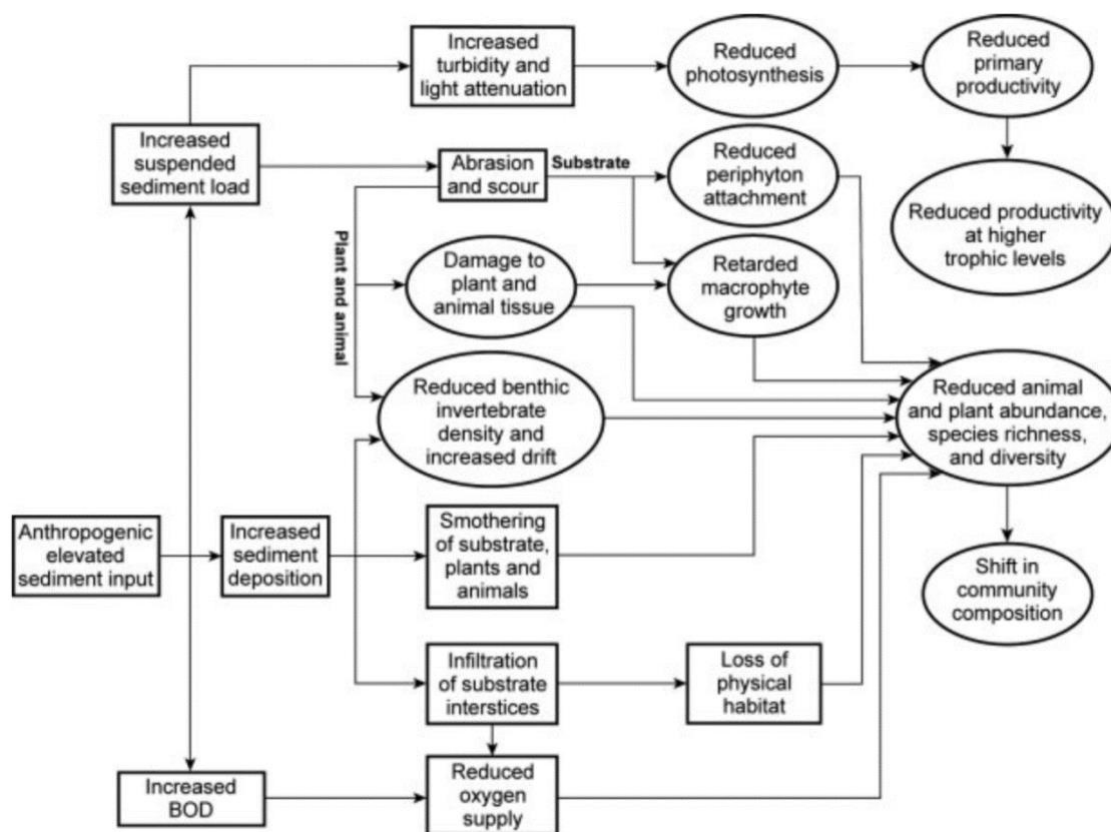 Increased
turbidity and
light attenuation
Reduced
photosynthesis
Reduced
primary
productivity
Increased
suspended
sediment load
Abrasion
and scour
Substrate
Reduced
periphyton
attachment
Reduced productivity
at higher
trophic levels
Plant and animal
Damage to
plant and
animal tissue
Retarded
macrophyte
growth
Reduced benthic
invertebrate
density and
increased drift
Reduced animal
and plant abundance,
species richness,
and diversity
Anthropogenic
elevated
sediment input
Increased
sediment
deposition
Smothering
of substrate,
plants and
animals
Shift in
community
composition
Infiltration
of substrate
interstices
Loss of
physical
habitat
Increased
BOD
Reduced
oxygen
supply